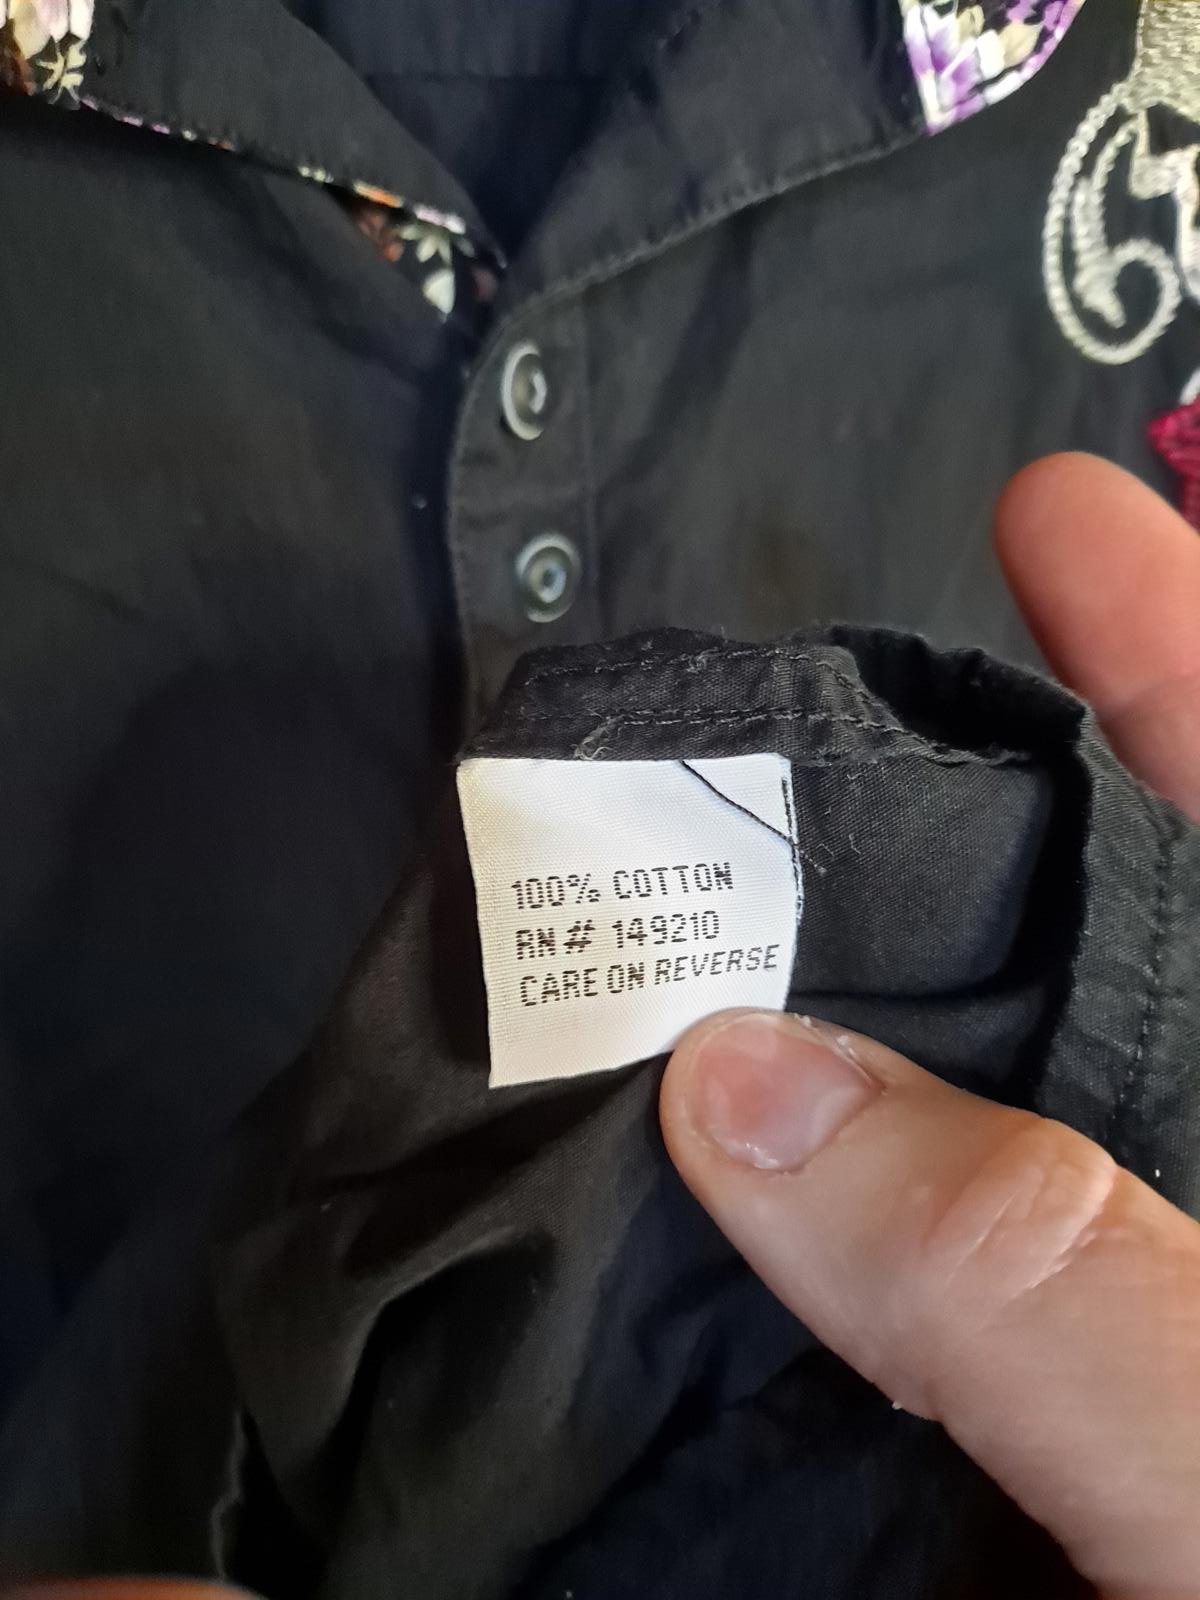 100% COTTON
RN# 149210
CARE ON REVERSE